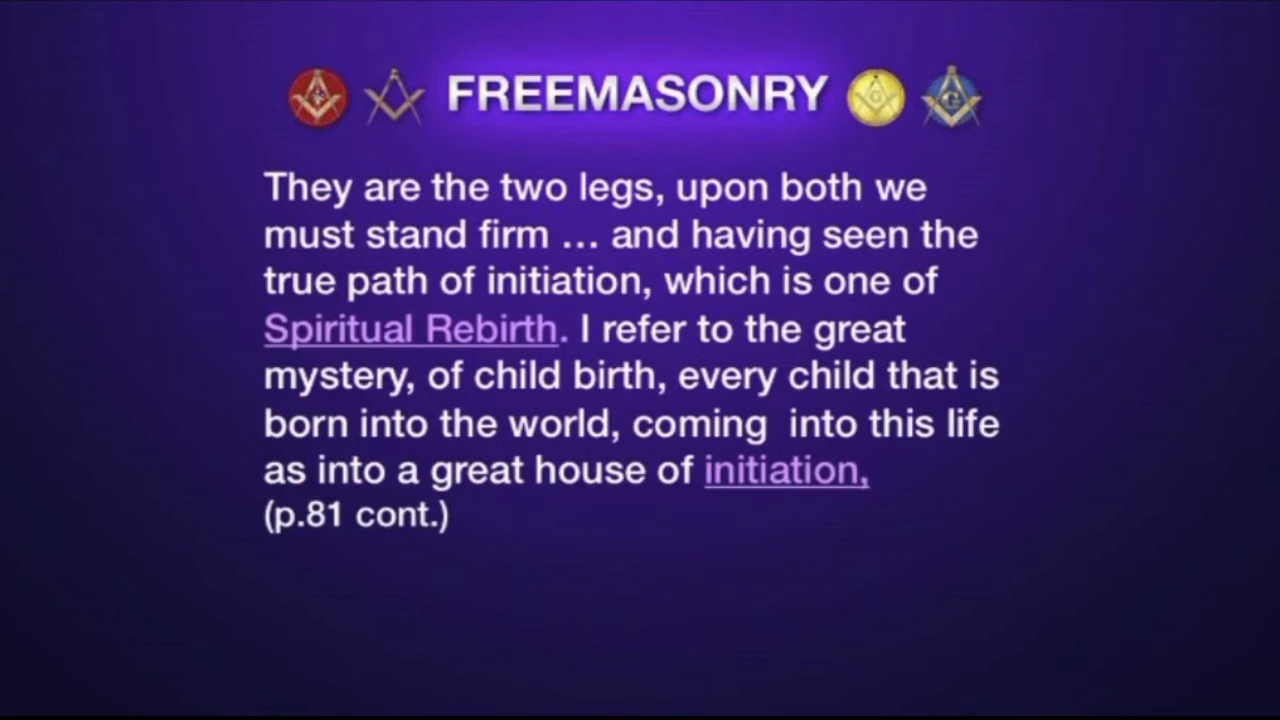 FREEMASONRY
They are the two legs, upon both we
must stand firm ... and having seen the
true path of initiation, which is one of
Spiritual Rebirth. I refer to the great
mystery, of child birth, every child that is
born into the world, coming  into this life
as into a great house of initiation,
(p.81 cont.)